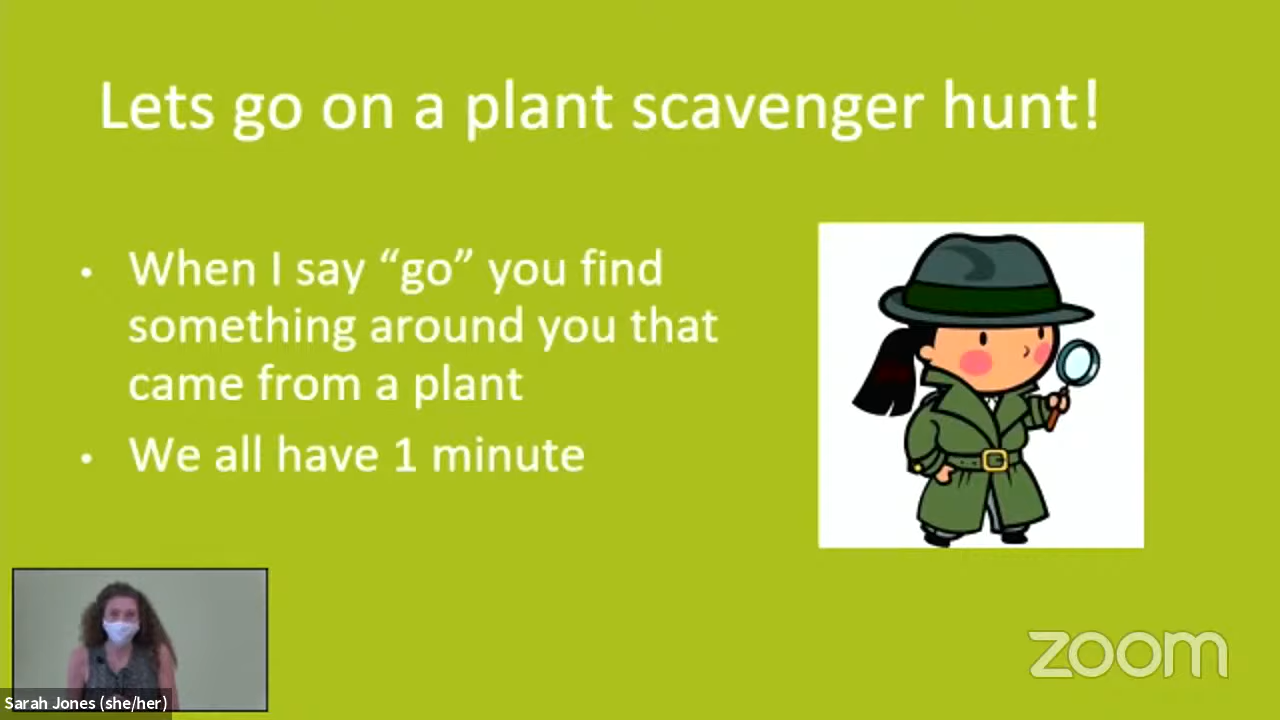 Lets go on a plant scavenger hunt!
• When I say “go” you find
something around you that
came from a plant
• We all have 1 minute
Sarah Jones (she/her)
zoom